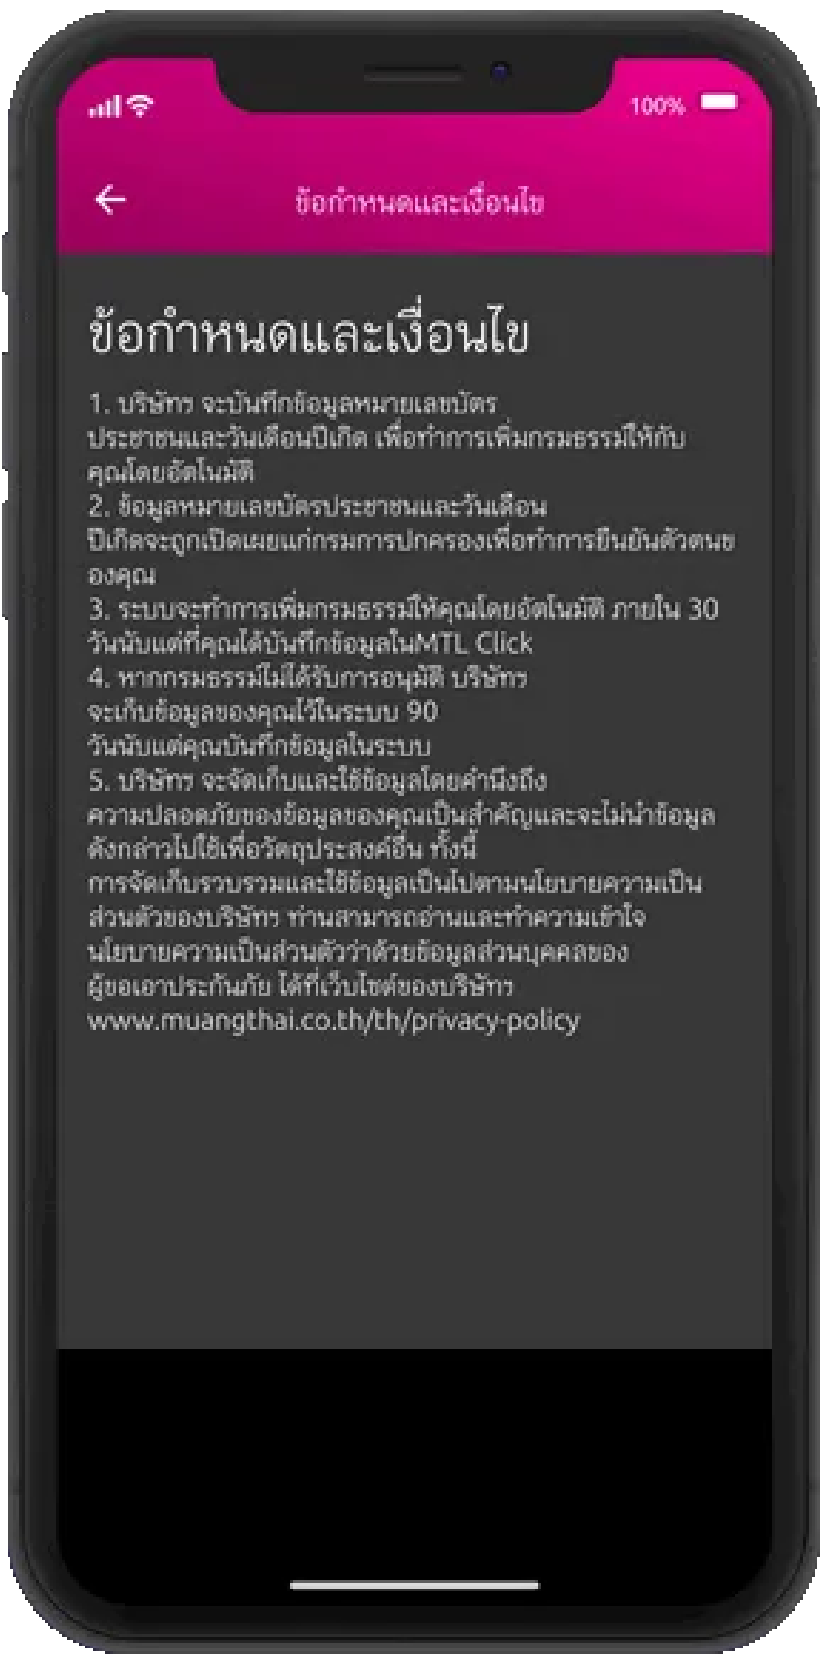 100%
ข้อกำหนดและเงื่อนไข
ข้อกำหนดและเงื่อนไข
1. บริษัทฯ จะบันทึกข้อมูลหมายเลขบัตร
ประชาชนและวันเดือนปีเกิด เพื่อทำการเพิ่มกรมธรรม์ให้กับ
คุณโดยอัตโนมัติ
2. ข้อมูลหมายเลขบัตรประชาชนและวันเดือน
ปีเกิดจะถูกเปิดเผยแก่กรมการปกครองเพื่อทำการยืนยันตัวตนข
องคุณ
3. ระบบจะทำการเพิ่มกรมธรรม์ให้คุณโดยอัตโนมัติ ภายใน 30
วันนับแต่ที่คุณได้บันทึกข้อมูลในMTL Click
4. หากกรมธรรม์ไม่ได้รับการอนุมัติ บริษัทฯ
จะเก็บข้อมูลของคุณไว้ในระบบ 90
วันนับแต่คุณบันทึกข้อมูลในระบบ
5. บริษัทฯ จะจัดเก็บและใช้ข้อมูลโดยคำนึงถึง
ความปลอดภัยของข้อมูลของคุณเป็นสำคัญและจะไม่นำข้อมูล
ดังกล่าวไปใช้เพื่อวัตถุประสงค์อื่น ทั้งนี้
การจัดเก็บรวบรวมและใช้ข้อมูลเป็นไปตามนโยบายความเป็น
ส่วนตัวของบริษัทฯ ท่านสามารถอ่านและทำความเข้าใจ
นโยบายความเป็นส่วนตัวว่าด้วยข้อมูลส่วนบุคคลของ
ผู้ขอเอาประกันภัย ได้ที่เว็บไซต์ของบริษัทฯ
www.muangthai.co.th/th/privacy-policy